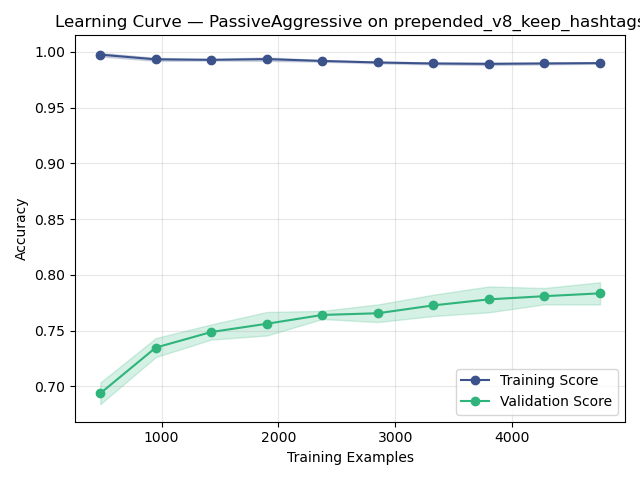 Learning Curve — PassiveAggressive on prepended_v8_keep_hashtags
1.00
0.95
0.90
0.85
0.80
0.75
0.70
Accuracy
1000 2000 3000 4000
Training Examples
Training Score
Validation Score